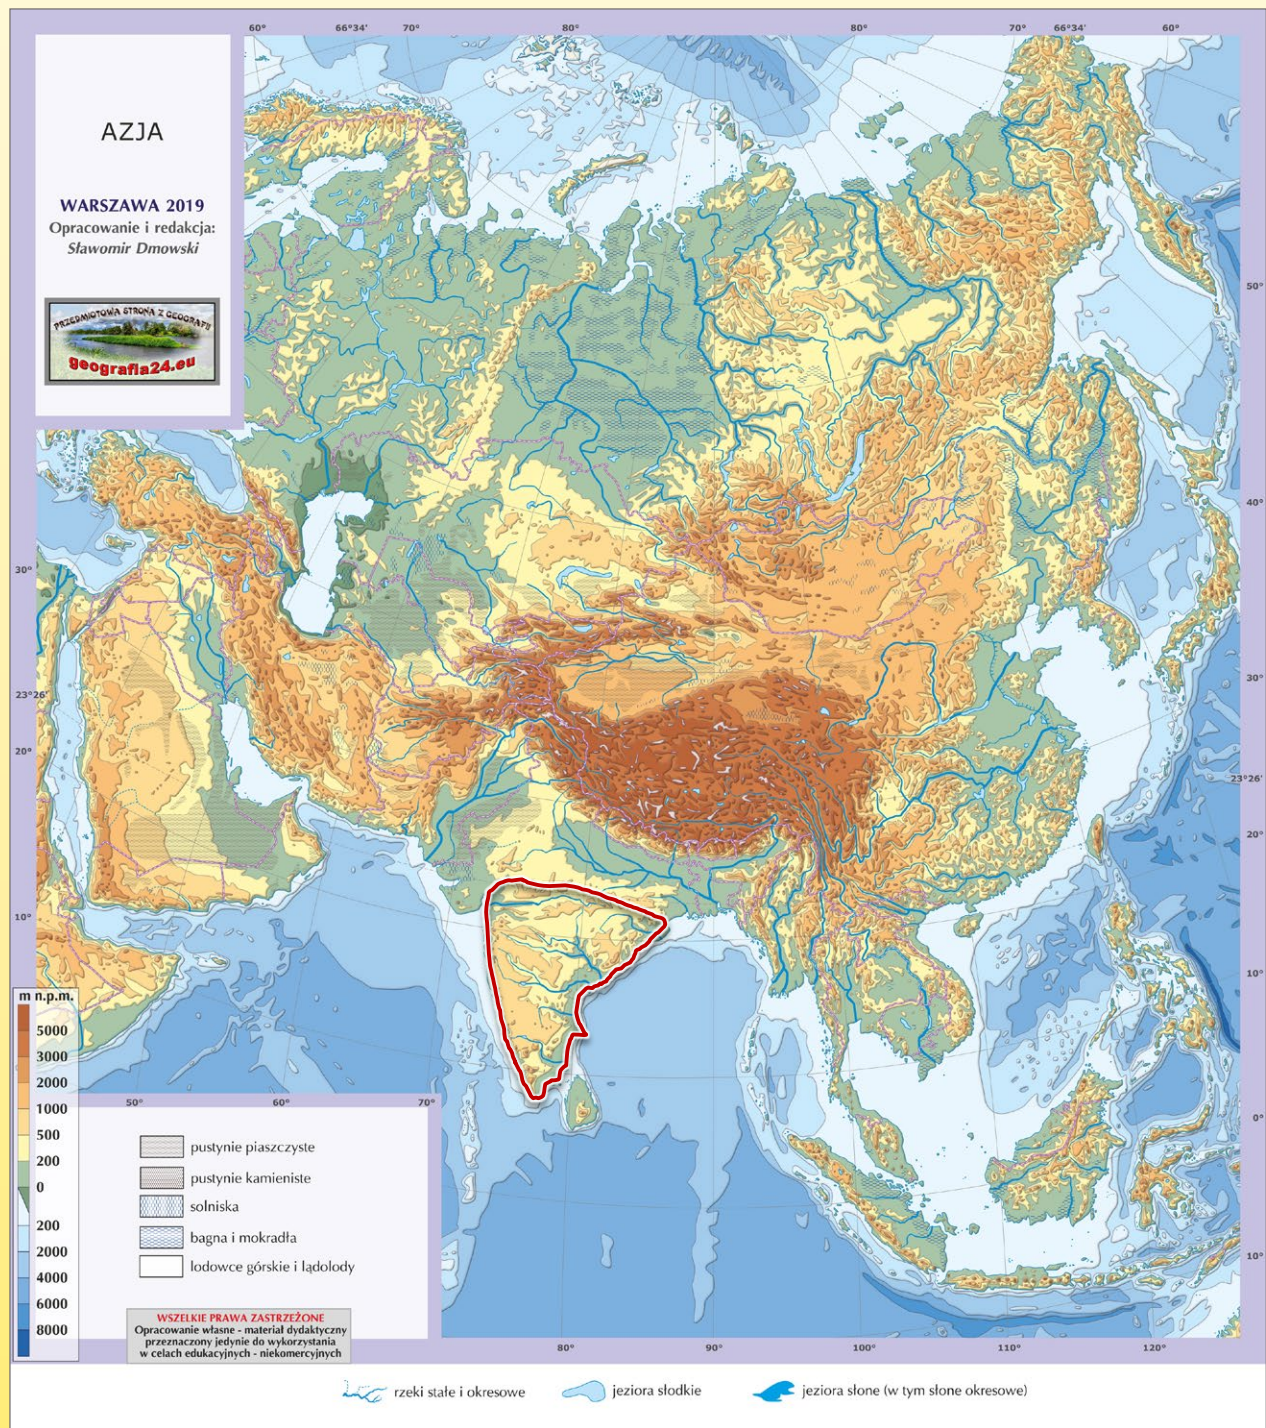 60°
66°34'
70°
80°
80°
70°
66°34'
60°
AZJA
WARSZAWA 2019
Opracowanie i redakcja:
Sławomir Dmowski
PRZEDMIOTOWA STRONA Z GEOGRAFII
geografia24.eu
50°
40°
30°
30°
23°26'
20°
23°26'
20°
10°
10°
m n.p.m.
5000
3000
2000
1000
500
200
0
200
2000
4000
6000
8000
50°
60°
70°
0°
10°
pustynie piaszczyste
pustynie kamieniste
solniska
bagna i mokradła
lodowce górskie i lądolody
WSZELKIE PRAWA ZASTRZEŻONE
Opracowanie własne - materiał dydaktyczny
przeznaczony jedynie do wykorzystania
w celach edukacyjnych - niekomercyjnych
80°
90°
100°
110°
120°
rzeki stałe i okresowe
jeziora słodkie
jeziora słone (w tym słone okresowe)